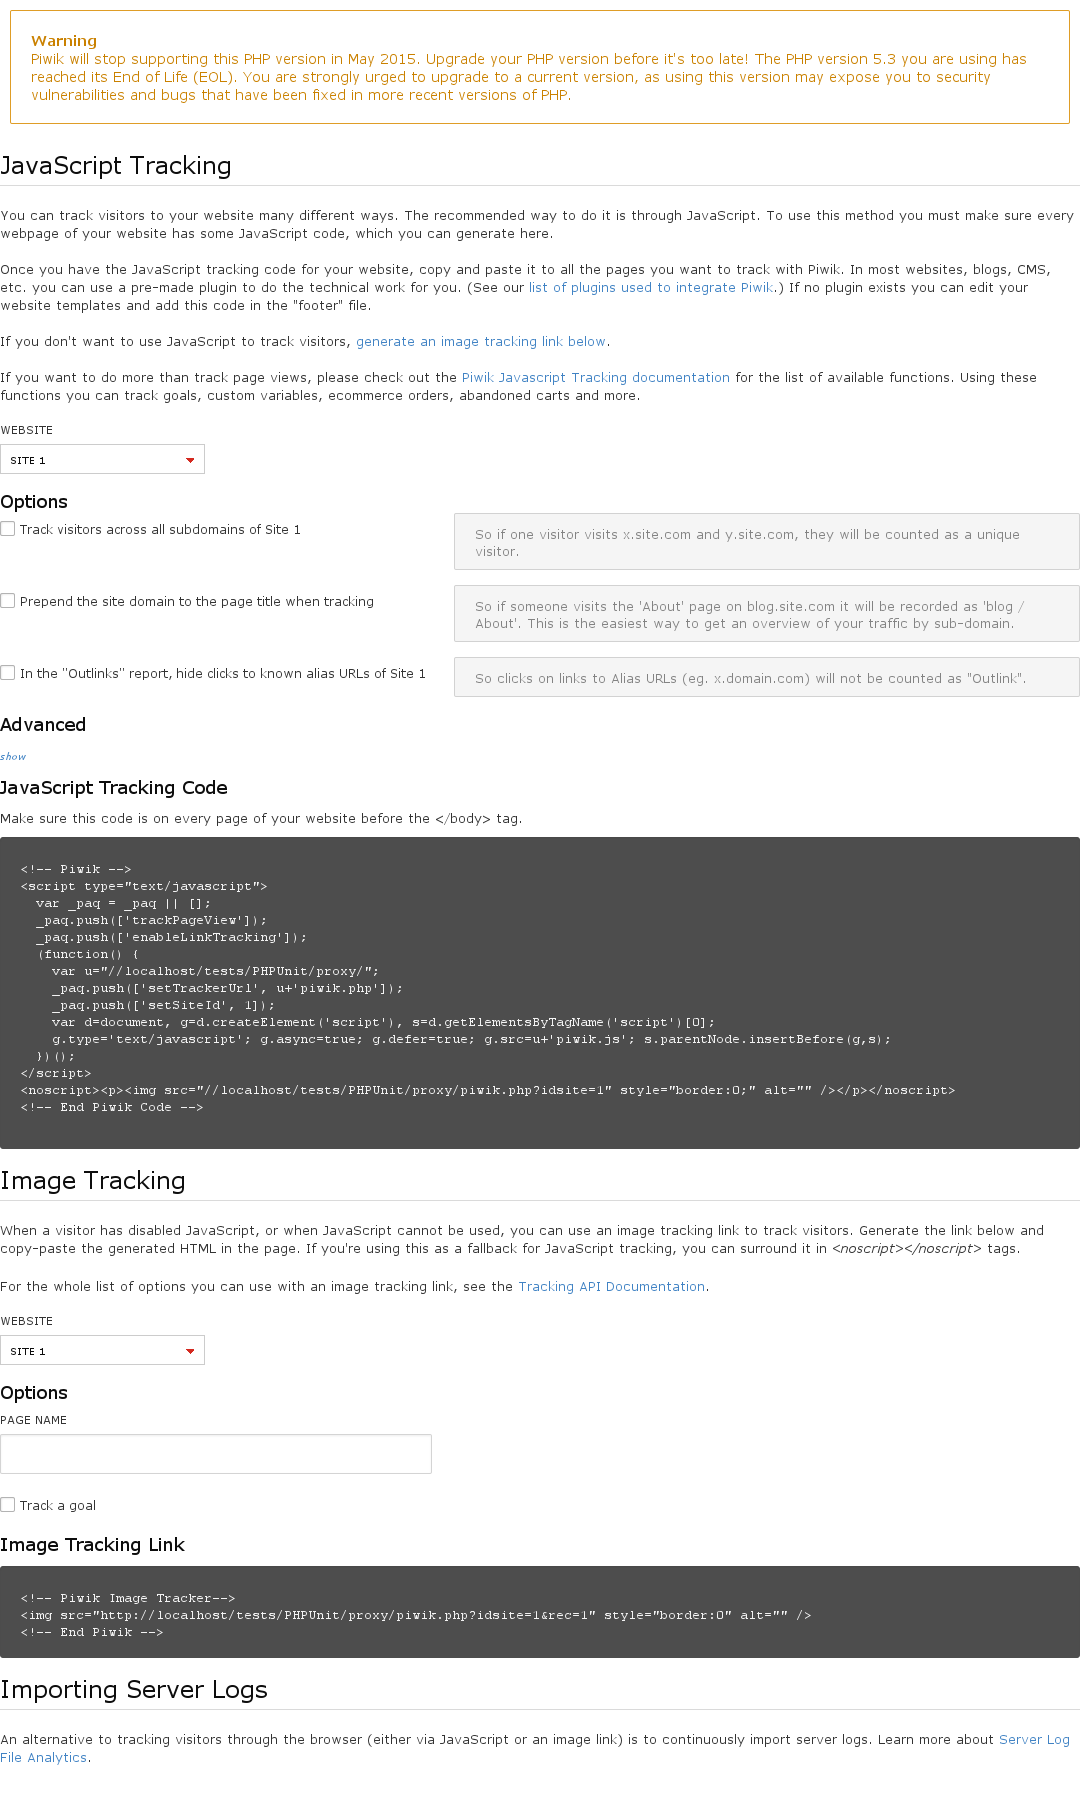 Warning
Piwik will stop supporting this PHP version in May 2015. Upgrade your PHP version before it's too late! The PHP version 5.3 you are using has
reached its End of Life (EOL). You are strongly urged to upgrade to a current version, as using this version may expose you to security
vulnerabilities and bugs that have been fixed in more recent versions of PHP.
JavaScript Tracking
You can track visitors to your website many different ways. The recommended way to do it is through JavaScript. To use this method you must make sure every
webpage of your website has some JavaScript code, which you can generate here.
Once you have the JavaScript tracking code for your website, copy and paste it to all the pages you want to track with Piwik. In most websites, blogs, CMS,
etc. you can use a pre-made plugin to do the technical work for you. (See our list of plugins used to integrate Piwik.) If no plugin exists you can edit your
website templates and add this code in the "footer" file.
If you don't want to use JavaScript to track visitors, generate an image tracking link below.
If you want to do more than track page views, please check out the Piwik Javascript Tracking documentation for the list of available functions. Using these
functions you can track goals, custom variables, ecommerce orders, abandoned carts and more.
WEBSITE
SITE 1
Options
Track visitors across all subdomains of Site 1
So if one visitor visits x.site.com and y.site.com, they will be counted as a unique
visitor.
Prepend the site domain to the page title when tracking
So if someone visits the 'About' page on blog.site.com it will be recorded as 'blog /
About'. This is the easiest way to get an overview of your traffic by sub-domain.
In the "Outlinks" report, hide clicks to known alias URLs of Site 1
So clicks on links to Alias URLs (eg. x.domain.com) will not be counted as "Outlink".
Advanced
show
JavaScript Tracking Code
Make sure this code is on every page of your website before the </body> tag.
<!-- Piwik -->
<script type="text/javascript">
  var _paq = _paq || [];
  _paq.push(['trackPageView']);
  _paq.push(['enableLinkTracking']);
  (function() {
    var u="//localhost/tests/PHPUnit/proxy/";
    _paq.push(['setTrackerUrl', u+'piwik.php']);
    _paq.push(['setSiteId', 1]);
    var d=document, g=d.createElement('script'), s=d.getElementsByTagName('script')[0];
    g.type='text/javascript'; g.async=true; g.defer=true; g.src=u+'piwik.js'; s.parentNode.insertBefore(g,s);
  })();
</script>
<noscript><p><img src="//localhost/tests/PHPUnit/proxy/piwik.php?idsite=1" style="border:0;" alt="" /></p></noscript>
<!-- End Piwik Code -->
Image Tracking
When a visitor has disabled JavaScript, or when JavaScript cannot be used, you can use an image tracking link to track visitors. Generate the link below and
copy-paste the generated HTML in the page. If you're using this as a fallback for JavaScript tracking, you can surround it in <noscript></noscript> tags.
For the whole list of options you can use with an image tracking link, see the Tracking API Documentation.
WEBSITE
SITE 1
Options
PAGE NAME
Track a goal
Image Tracking Link
<!-- Piwik Image Tracker-->
<img src="http://localhost/tests/PHPUnit/proxy/piwik.php?idsite=1&rec=1" style="border:0" alt="" />
<!-- End Piwik -->
Importing Server Logs
An alternative to tracking visitors through the browser (either via JavaScript or an image link) is to continuously import server logs. Learn more about Server Log
File Analytics.